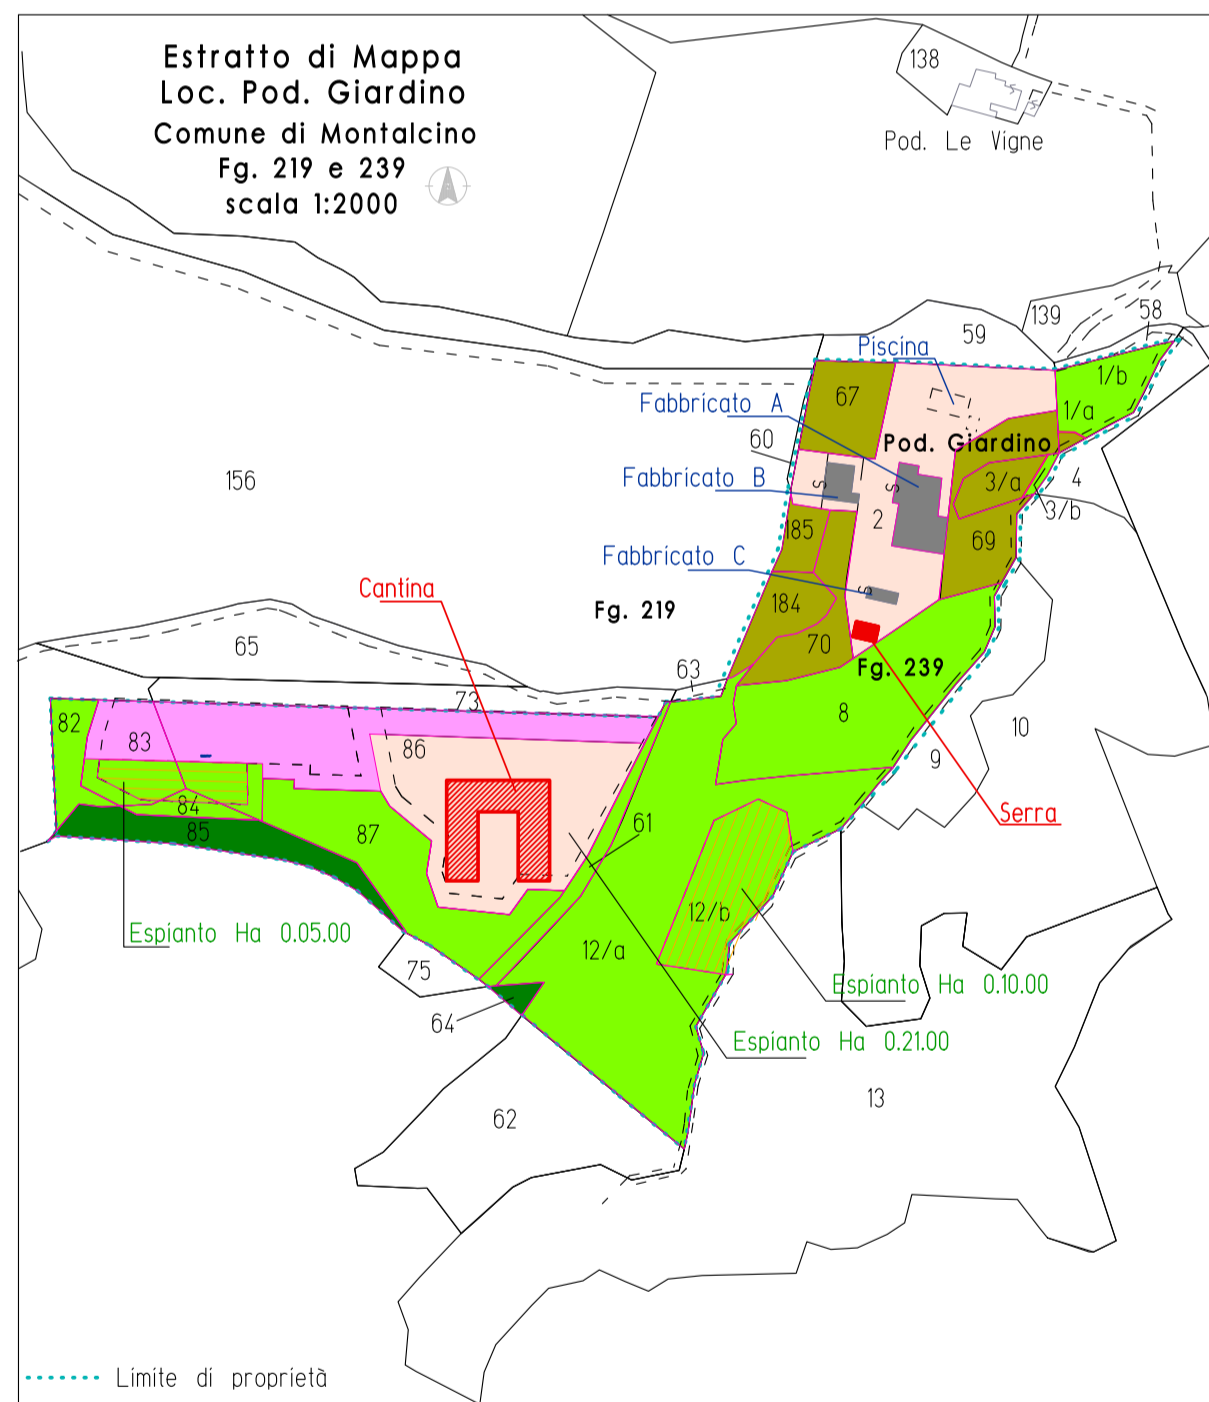 Estratto di Mappa
Loc. Pod. Giardino
Comune di Montalcino
Fg. 219 e 239
scala 1:2000
138
Pod. Le Vigne
139
58
59
Piscina
1/b
67
Fabbricato A
1/a
60
Pod. Giardino
156
Fabbricato B
3/a
4
3/b
2
185
69
Fabbricato C
Cantina
184
Fg. 219
70
65
63
Fg. 239
73
82
8
10
83
86
9
84
Serra
85
87
61
12/b
Espianto Ha 0.05.00
12/a
75
Espianto Ha 0.10.00
64
Espianto Ha 0.21.00
13
62
Limite di proprietà